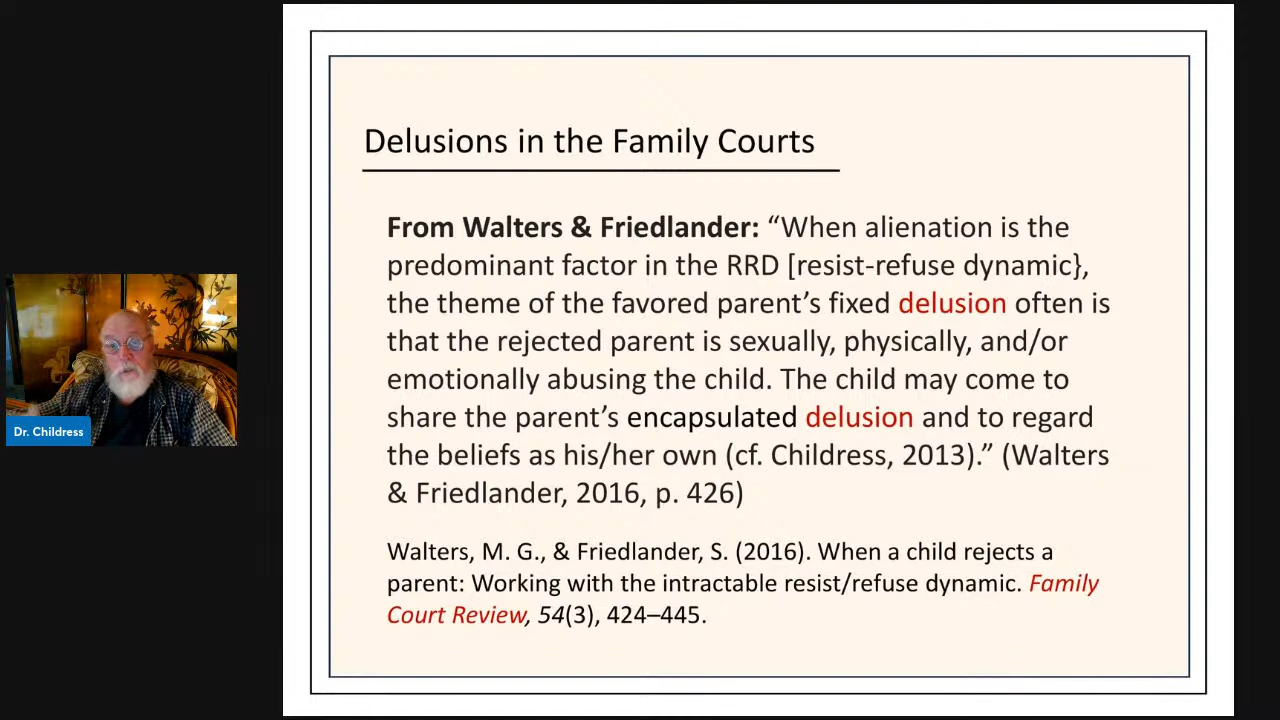 Delusions in the Family Courts
From Walters & Friedlander: “When alienation is the
predominant factor in the RRD [resist-refuse dynamic},
the theme of the favored parent’s fixed delusion often is
that the rejected parent is sexually, physically, and/or
emotionally abusing the child. The child may come to
share the parent’s encapsulated delusion and to regard
the beliefs as his/her own (cf. Childress, 2013).” (Walters
& Friedlander, 2016, p. 426)
Walters, M. G., & Friedlander, S. (2016). When a child rejects a
parent: Working with the intractable resist/refuse dynamic. Family
Court Review, 54(3), 424–445.
Dr. Childress